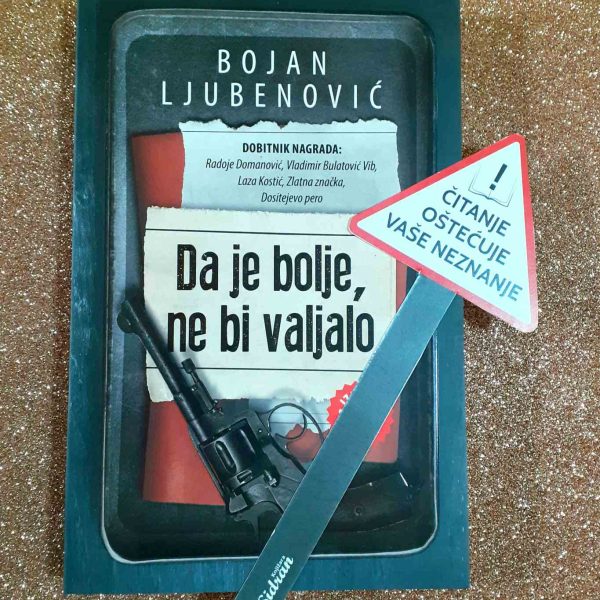 BOJAN
LJUBENOVIĆ
DOBITNIK NAGRADA:
Radoje Domanović, Vladimir Bulatović Vib,
Laza Kostić, Zlatna značka,
Dositejevo pero
Da je bolje,
ne bi valjalo
!
ČITANJE
OŠTEĆUJE
VAŠE NEZNANJE
knjižara